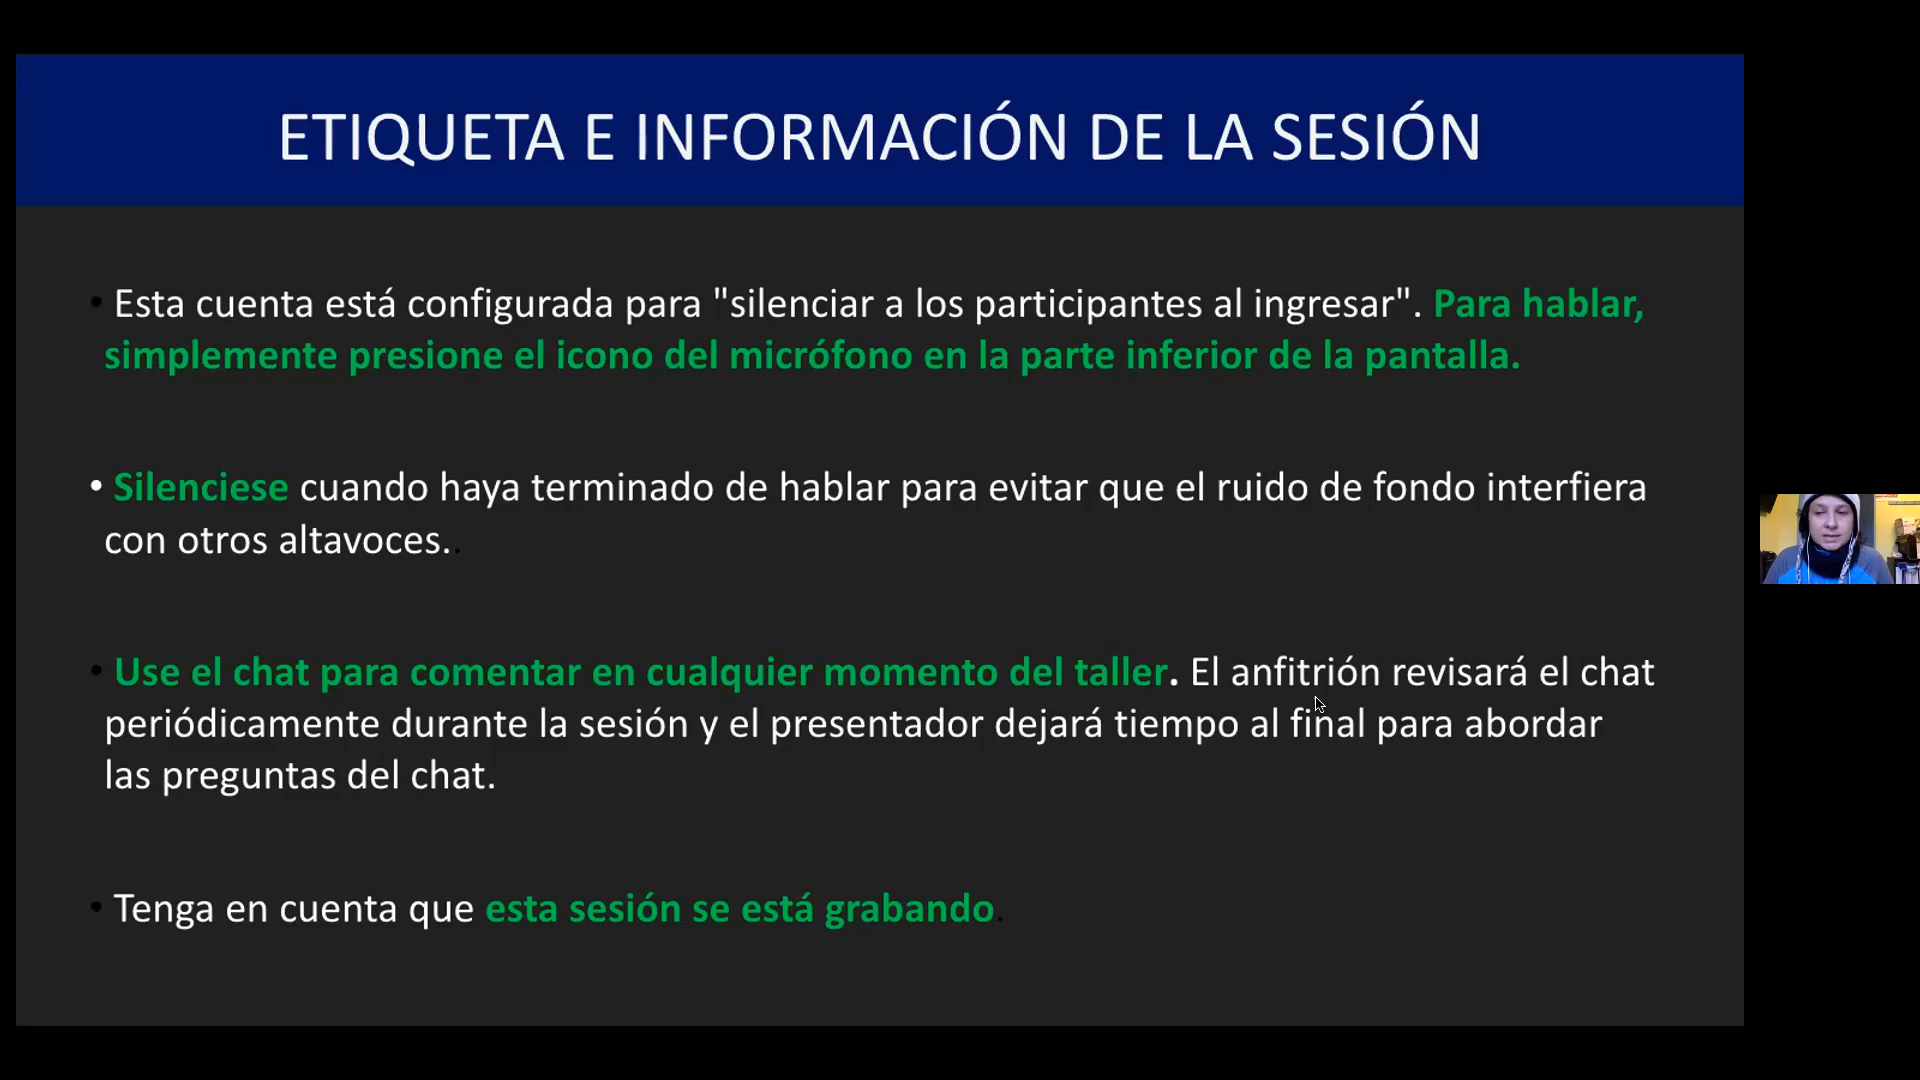 ETIQUETA E INFORMACIÓN DE LA SESIÓN
• Esta cuenta está configurada para "silenciar a los participantes al ingresar". Para hablar,
simplemente presione el icono del micrófono en la parte inferior de la pantalla.
• Silenciese cuando haya terminado de hablar para evitar que el ruido de fondo interfiera
con otros altavoces..
• Use el chat para comentar en cualquier momento del taller. El anfitrión revisará el chat
periódicamente durante la sesión y el presentador dejará tiempo al final para abordar
las preguntas del chat.
• Tenga en cuenta que esta sesión se está grabando.